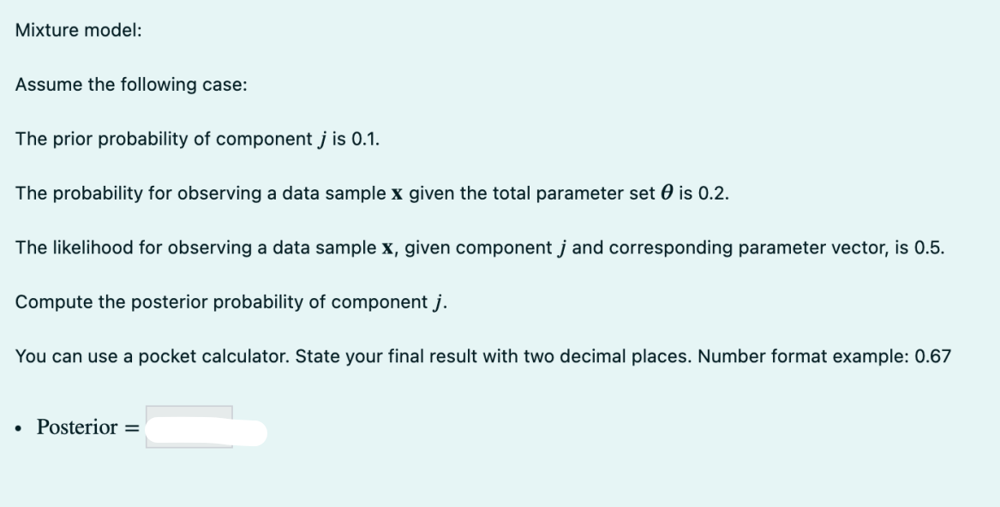 Mixture model:
Assume the following case:
The prior probability of component j is 0.1.
The probability for observing a data sample x given the total parameter set θ is 0.2.
The likelihood for observing a data sample x, given component j and corresponding parameter vector, is 0.5.
Compute the posterior probability of component j.
You can use a pocket calculator. State your final result with two decimal places. Number format example: 0.67
• Posterior =